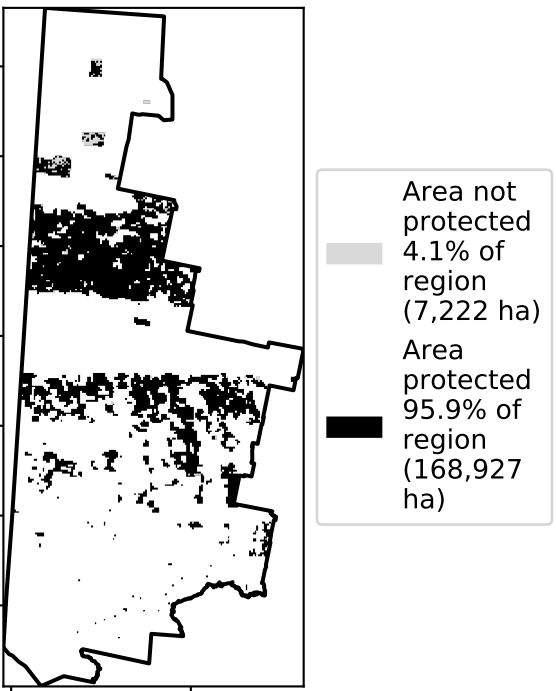 Area not
protected
4.1% of
region
(7,222 ha)
Area
protected
95.9% of
region
(168,927
ha)